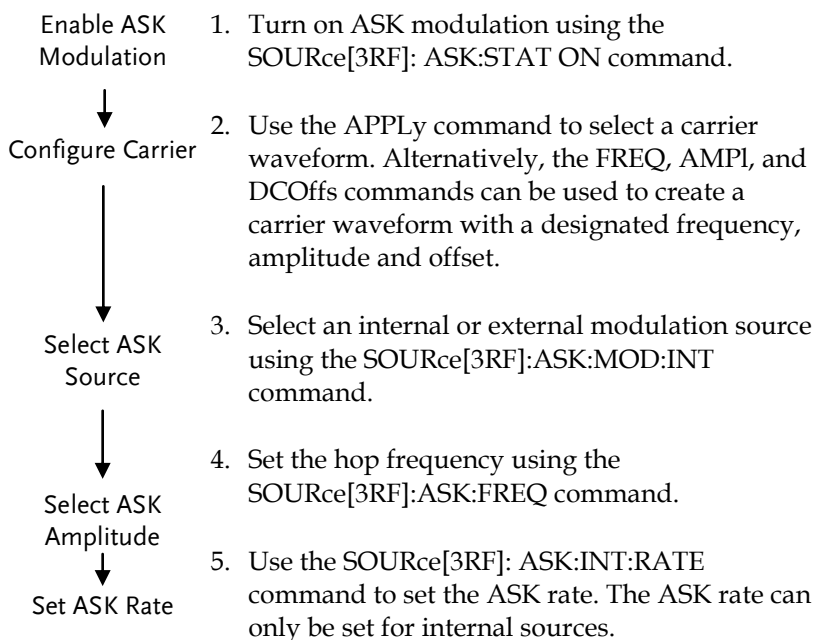 Enable ASK
Modulation
1. Turn on ASK modulation using the
SOURce[3RF]: ASK:STAT ON command.
Configure Carrier
2. Use the APPLy command to select a carrier
waveform. Alternatively, the FREQ, AMPl, and
DCOffs commands can be used to create a
carrier waveform with a designated frequency,
amplitude and offset.
Select ASK
Source
3. Select an internal or external modulation source
using the SOURce[3RF]:ASK:MOD:INT
command.
Select ASK
Amplitude
4. Set the hop frequency using the
SOURce[3RF]:ASK:FREQ command.
Set ASK Rate
5. Use the SOURce[3RF]: ASK:INT:RATE
command to set the ASK rate. The ASK rate can
only be set for internal sources.